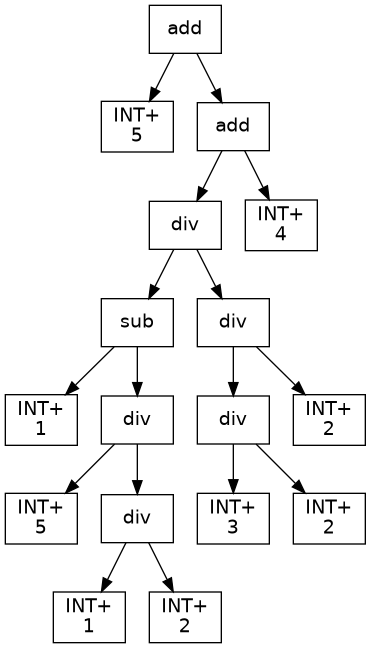 add
INT+
5
add
div
INT+
4
sub
div
INT+
1
div
div
INT+
2
INT+
5
div
INT+
3
INT+
2
INT+
1
INT+
2